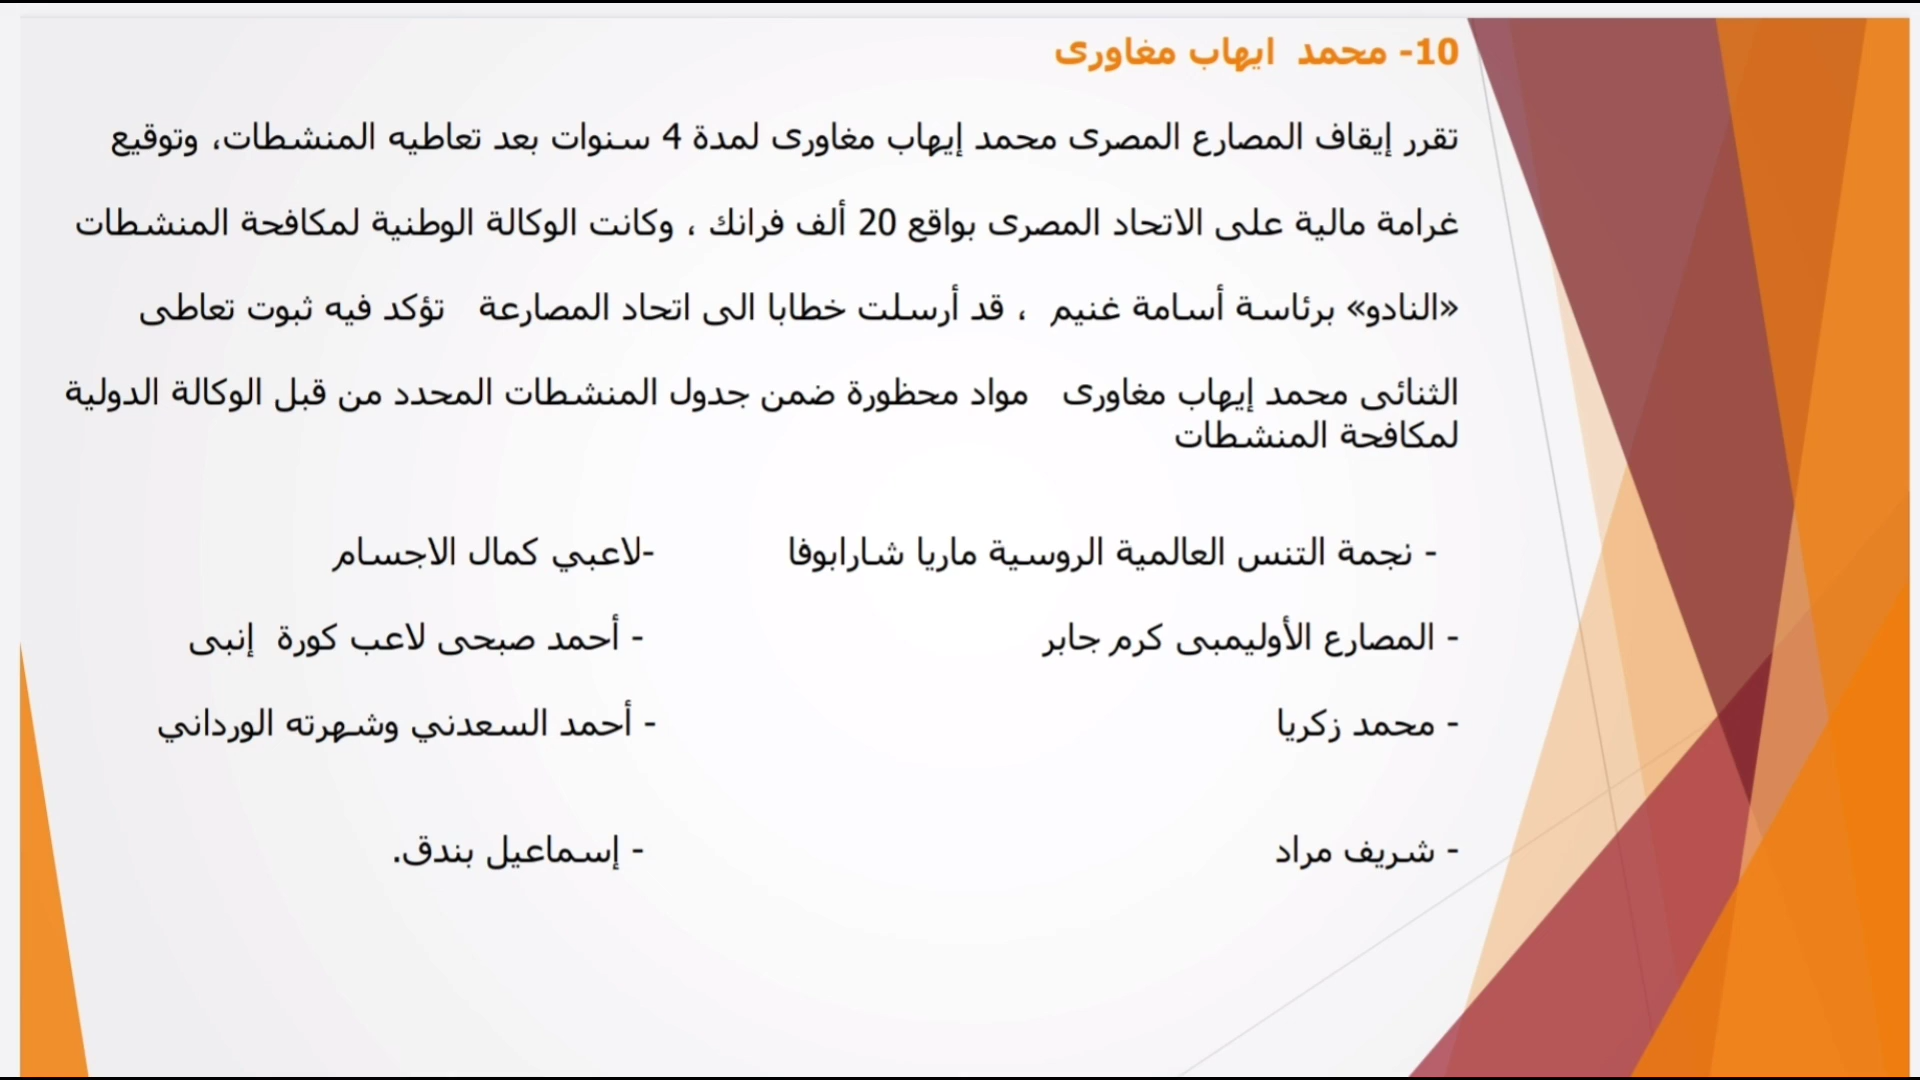 10- محمد ايهاب مغاورى
تقرر إيقاف المصارع المصرى محمد إيهاب مغاورى لمدة 4 سنوات بعد تعاطيه المنشطات، وتوقيع
غرامة مالية على الاتحاد المصرى بواقع 20 ألف فرانك ، وكانت الوكالة الوطنية لمكافحة المنشطات
«النادو» برئاسة أسامة غنيم ، قد أرسلت خطابا الى اتحاد المصارعة تؤكد فيه ثبوت تعاطى
الثنائى محمد إيهاب مغاورى مواد محظورة ضمن جدول المنشطات المحدد من قبل الوكالة الدولية
لمكافحة المنشطات
- نجمة التنس العالمية الروسية ماريا شارابوفا -لاعبي كمال الاجسام
- المصارع الأوليمبى كرم جابر - أحمد صبحى لاعب كورة إنبى
- محمد زكريا - أحمد السعدني وشهرته الورداني
- شريف مراد - إسماعيل بندق.